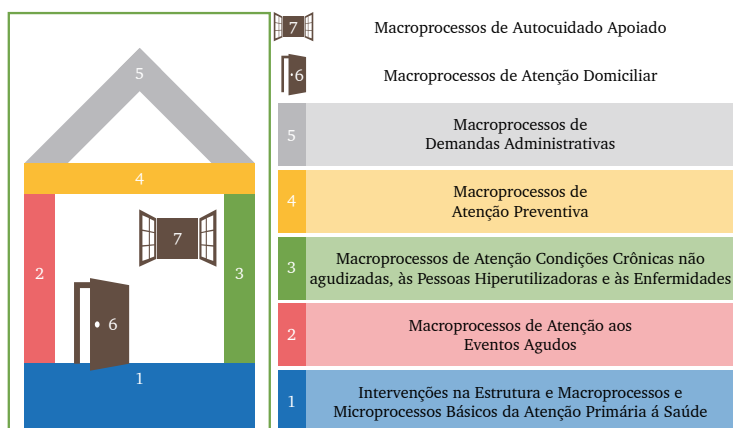 5
4
7
2
3
6
1
7
Macroprocessos de Autocuidado Apoiado
6
Macroprocessos de Atenção Domiciliar
5
Macroprocessos de
Demandas Administrativas
4
Macroprocessos de
Atenção Preventiva
3
Macroprocessos de Atenção Condições Crônicas não
agudizadas, às Pessoas Hiperutilizadoras e às Enfermidades
2
Macroprocessos de Atenção aos
Eventos Agudos
1
Intervenções na Estrutura e Macroprocessos e
Microprocessos Básicos da Atenção Primária á Saúde